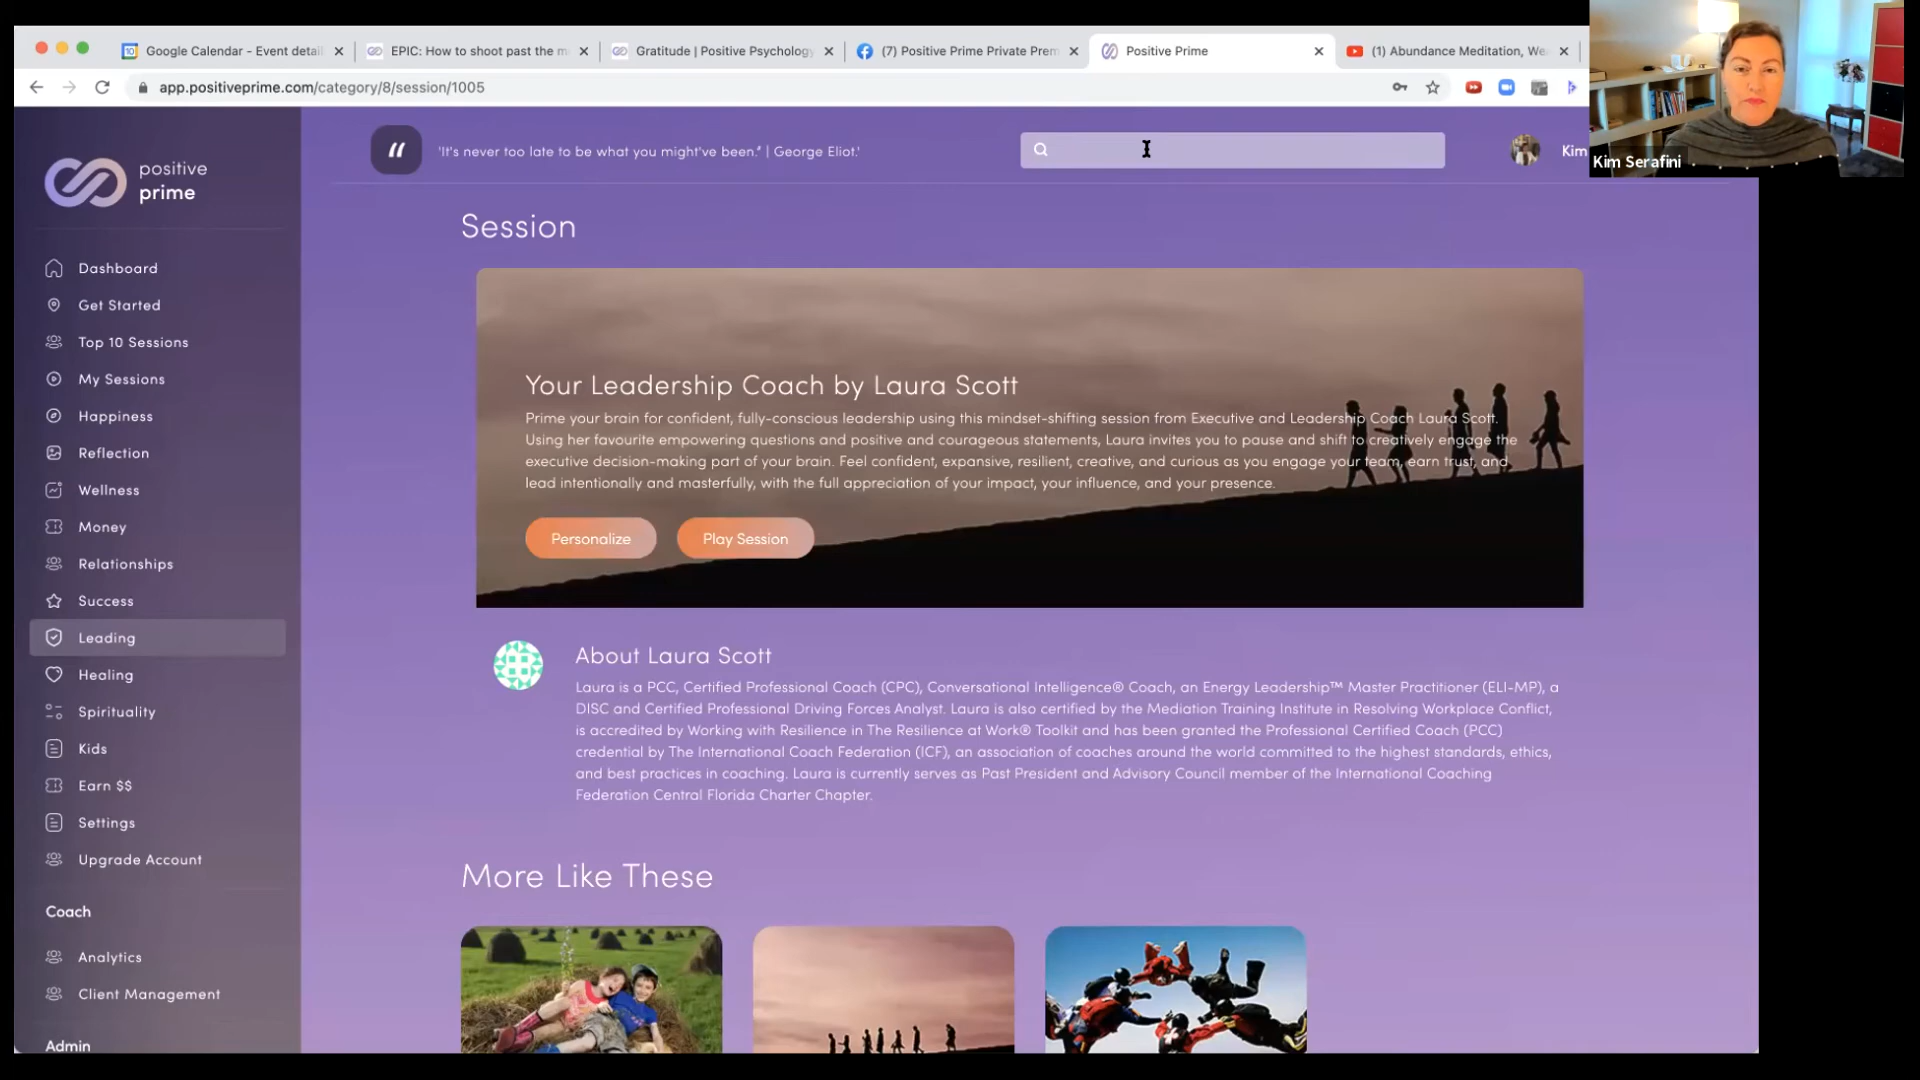 Google Calendar - Event detai
EPIC: How to shoot past the m
Gratitude | Positive Psychology
(7) Positive Prime Private Prem
Positive Prime
(1) Abundance Meditation, We
app.positiveprime.com/category/8/session/1005
Kim Serafini
positive
prime
'It's never too late to be what you might've been." | George Eliot.'
Kim
Dashboard
Get Started
Top 10 Sessions
My Sessions
Happiness
Reflection
Wellness
Money
Relationships
Success
Leading
Healing
Spirituality
Kids
Earn $$
Settings
Upgrade Account
Coach
Analytics
Client Management
Admin
Session
Your Leadership Coach by Laura Scott
Prime your brain for confident, fully-conscious leadership using this mindset-shifting session from Executive and Leadership Coach Laura Scott.
Using her favourite empowering questions and positive and courageous statements, Laura invites you to pause and shift to creatively engage the
executive decision-making part of your brain. Feel confident, expansive, resilient, creative, and curious as you engage your team, earn trust, and
lead intentionally and masterfully, with the full appreciation of your impact, your influence, and your presence.
Personalize
Play Session
About Laura Scott
Laura is a PCC, Certified Professional Coach (CPC), Conversational Intelligence® Coach, an Energy Leadership™ Master Practitioner (ELI-MP), a
DISC and Certified Professional Driving Forces Analyst. Laura is also certified by the Mediation Training Institute in Resolving Workplace Conflict,
is accredited by Working with Resilience in The Resilience at Work® Toolkit and has been granted the Professional Certified Coach (PCC)
credential by The International Coach Federation (ICF), an association of coaches around the world committed to the highest standards, ethics,
and best practices in coaching. Laura is currently serves as Past President and Advisory Council member of the International Coaching
Federation Central Florida Charter Chapter.
More Like These